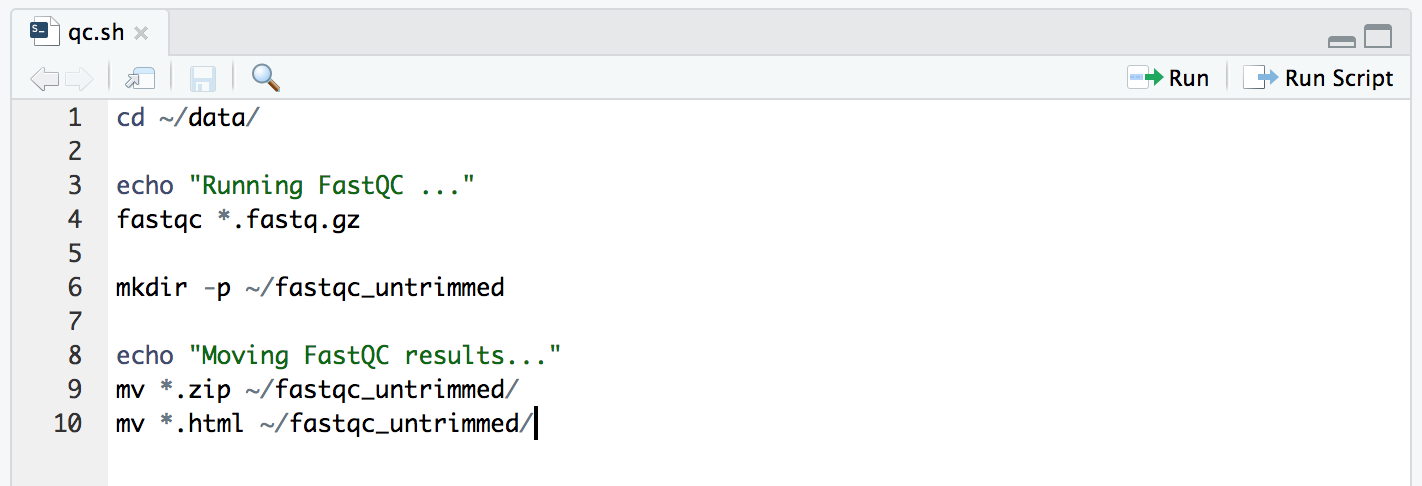 qc.sh
Run
Run Script
1 cd ~/data/
2
3 echo "Running FastQC ..."
4 fastqc *.fastq.gz
5
6 mkdir -p ~/fastqc_untrimmed
7
8 echo "Moving FastQC results..."
9 mv *.zip ~/fastqc_untrimmed/
10 mv *.html ~/fastqc_untrimmed/